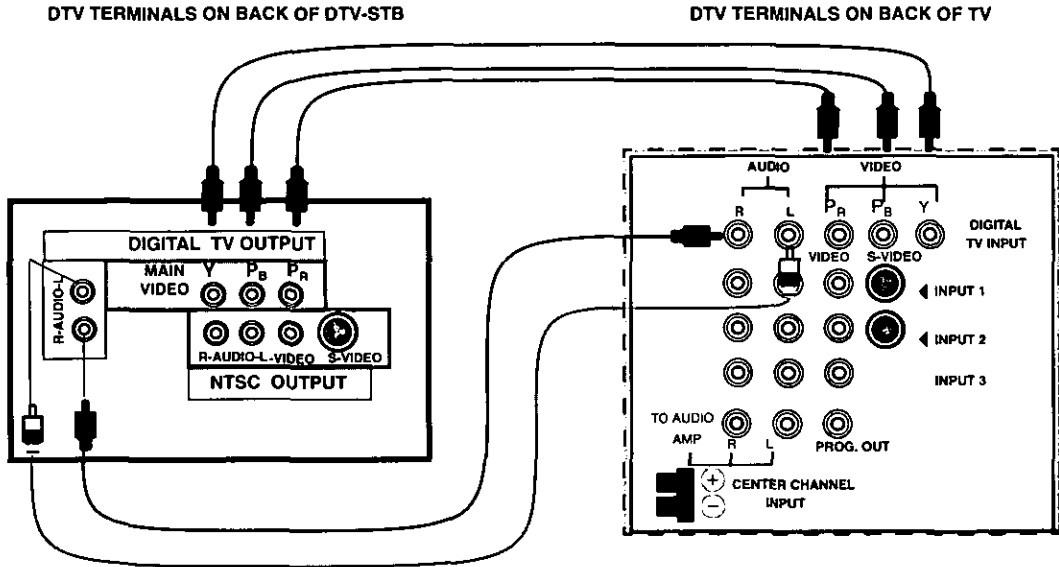 DTV TERMINALS ON BACK OF DTV-STB
DTV TERMINALS ON BACK OF TV
DIGITAL TV OUTPUT
MAIN VIDEO
Y PB PR
R-AUDIO-L
R-AUDIO-L-VIDEO S-VIDEO
NTSC OUTPUT
AUDIO VIDEO
R L PR PB Y
DIGITAL TV INPUT
VIDEO S-VIDEO
INPUT 1
INPUT 2
INPUT 3
TO AUDIO AMP
R L
PROG. OUT
+ CENTER CHANNEL
− INPUT